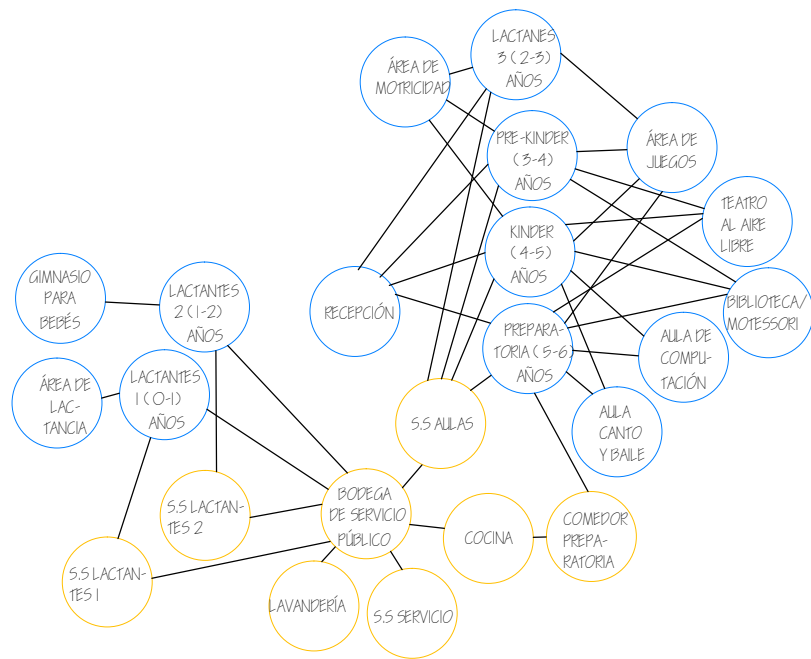 LACTANES
3 ( 2-3)
AÑOS
ÁREA DE
MOTRICIDAD
PRE-KINDER
( 3-4)
AÑOS
ÁREA DE
JUEGOS
TEATRO
AL AIRE
LIBRE
KINDER
(4-5)
AÑOS
GIMNASIO
PARA
BEBÉS
LACTANTES
2 ( 1-2)
AÑOS
RECEPCIÓN
BIBLIOTECA/
MOTESSORI
PREPARA-
TORIA ( 5-6)
AÑOS
AULA DE
COMPU-
TACIÓN
ÁREA DE
LAC-
TANCIA
LACTANTES
1 ( 0-1)
AÑOS
S.S AULAS
AULA
CANTO
Y BAILE
S.S LACTAN-
TES 2
BODEGA
DE SERVICIO
PÚBLICO
COCINA
COMEDOR
PREPA-
RATORIA
S.S LACTAN-
TES 1
LAVANDERÍA
S.S SERVICIO